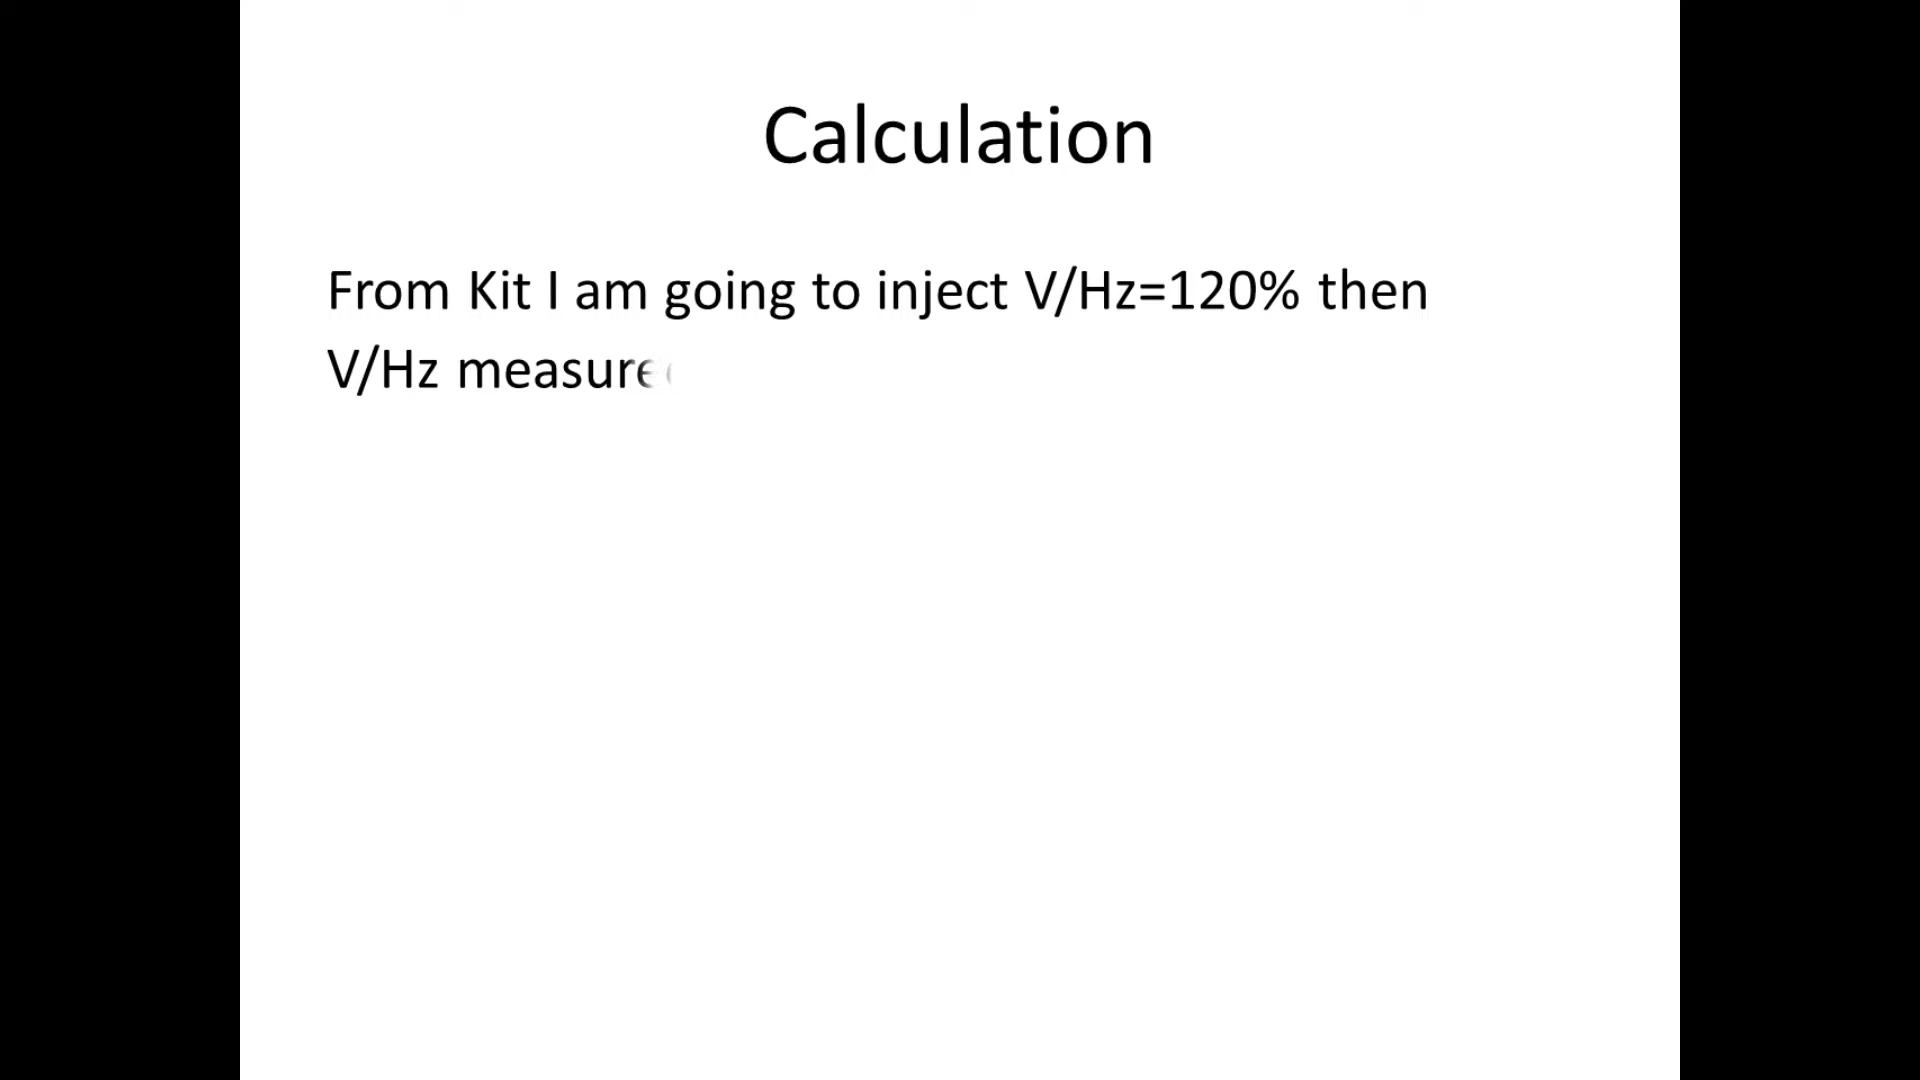 Calculation
From Kit I am going to inject V/Hz=120% then
V/Hz measure